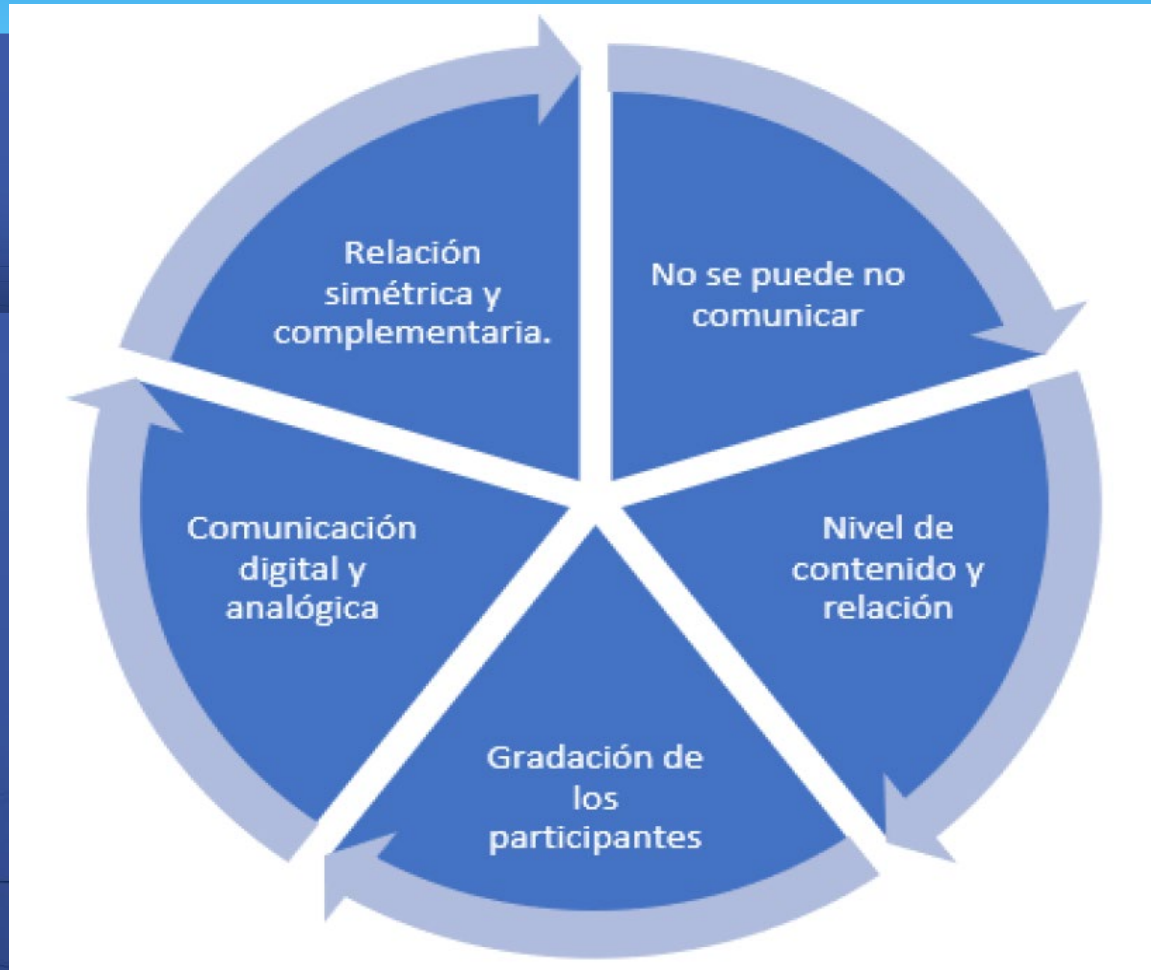 No se puede no
comunicar
Nivel de
contenido y
relación
Gradación de
los
participantes
Comunicación
digital y
analógica
Relación
simétrica y
complementaria.